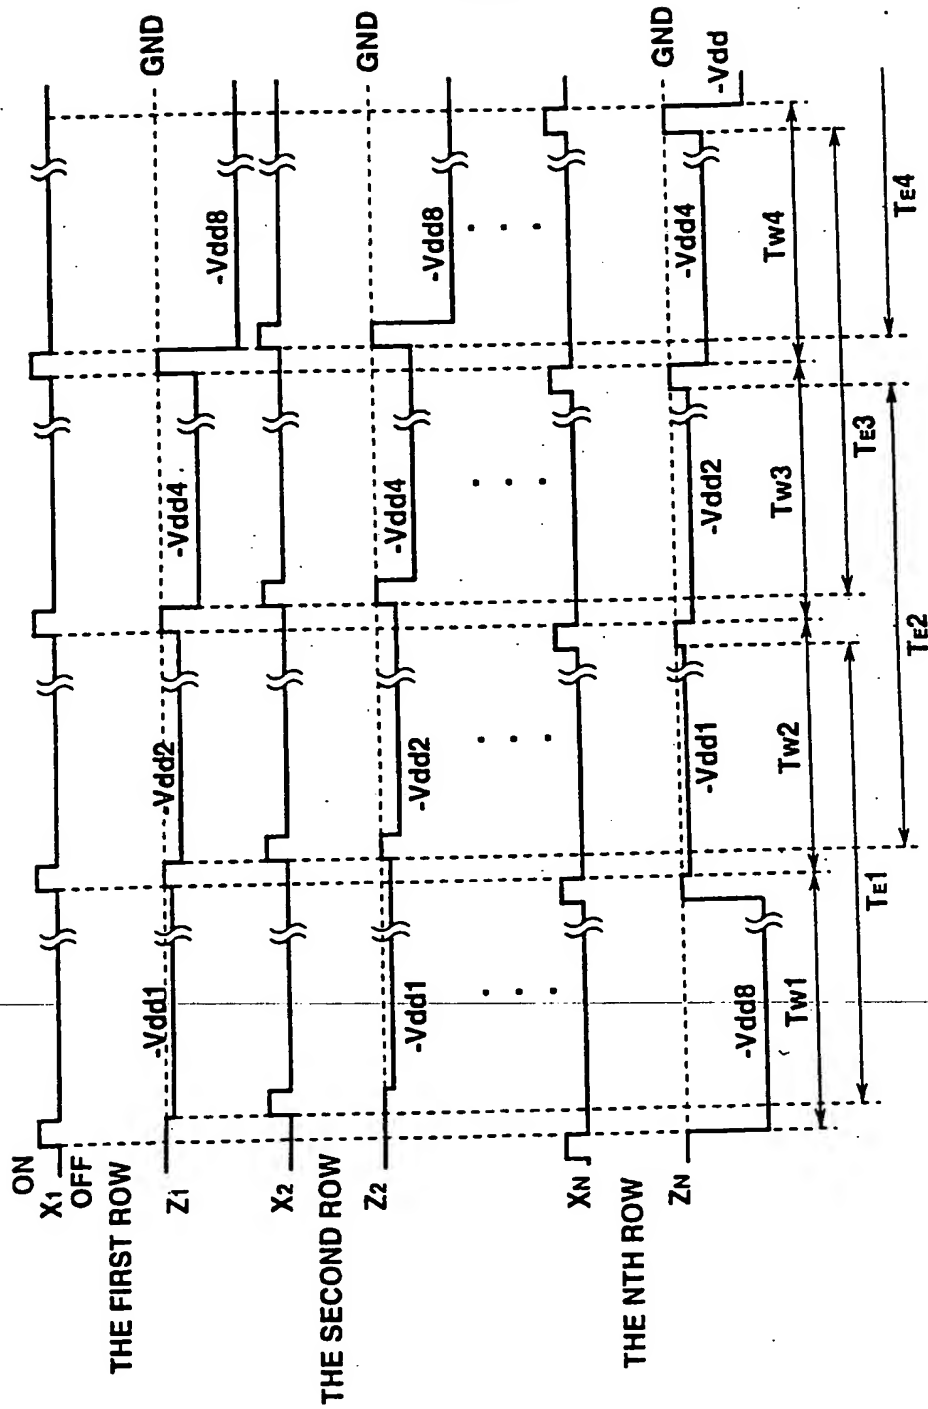 ON
X1
OFF
THE FIRST ROW
GND
Z1
-Vdd1
-Vdd2
-Vdd4
-Vdd8
X2
THE SECOND ROW
GND
Z2
-Vdd1
-Vdd2
-Vdd4
-Vdd8
XN
THE NTH ROW
GND
ZN
-Vdd8
-Vdd1
-Vdd2
-Vdd4
-Vdd
TW1
TW2
TW3
TW4
TE1
TE3
TE2
TE4